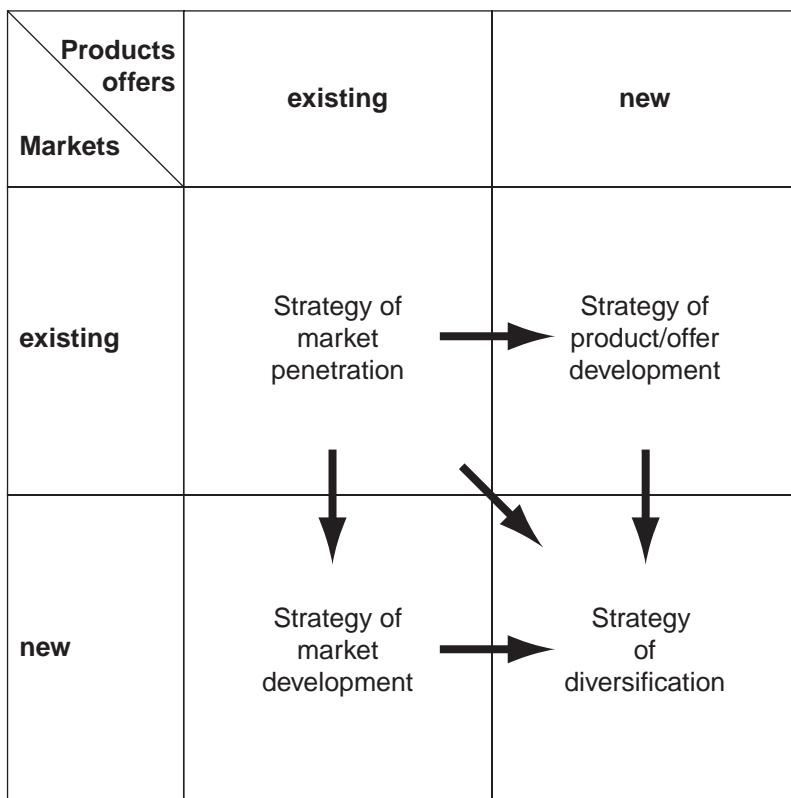 Products
offers
Markets
existing
new
existing
Strategy of
market
penetration
Strategy of
product/offer
development
new
Strategy of
market
development
Strategy
of
diversification